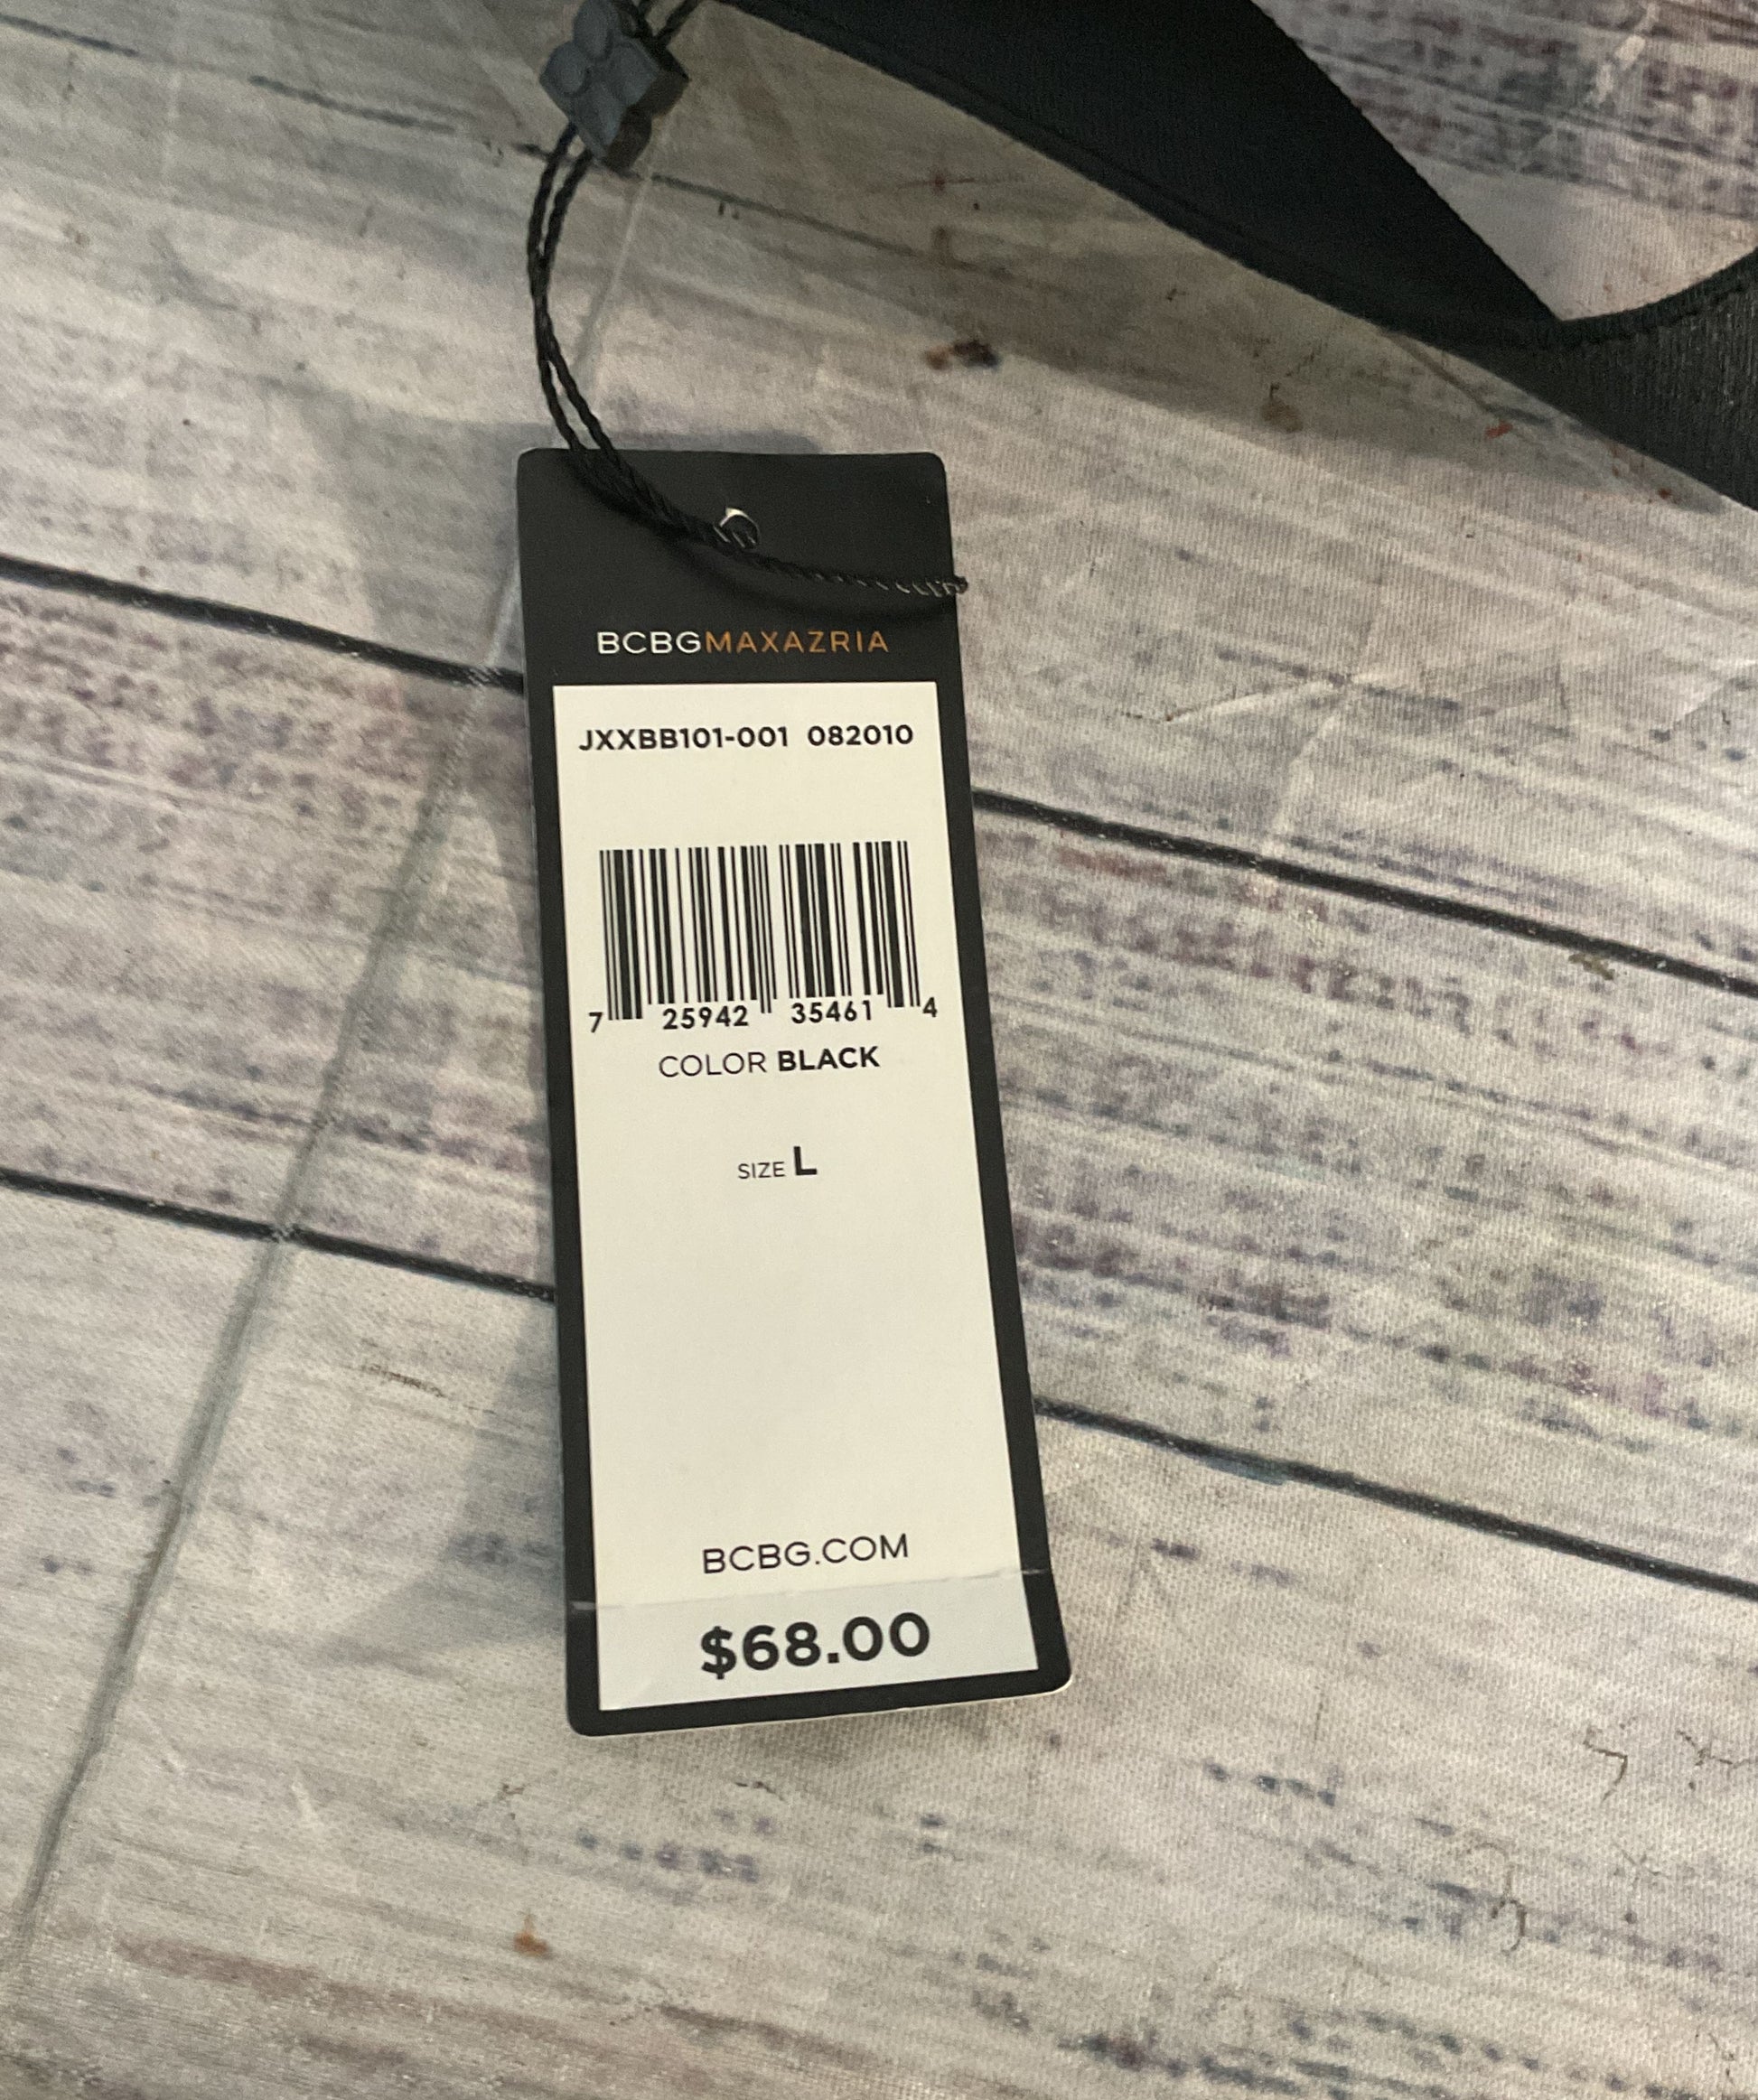 BCBGMAXAZRIA
JXXBB101-001 082010
7 25942 35461 4
COLOR BLACK
SIZE L
BCBG.COM
$68.00